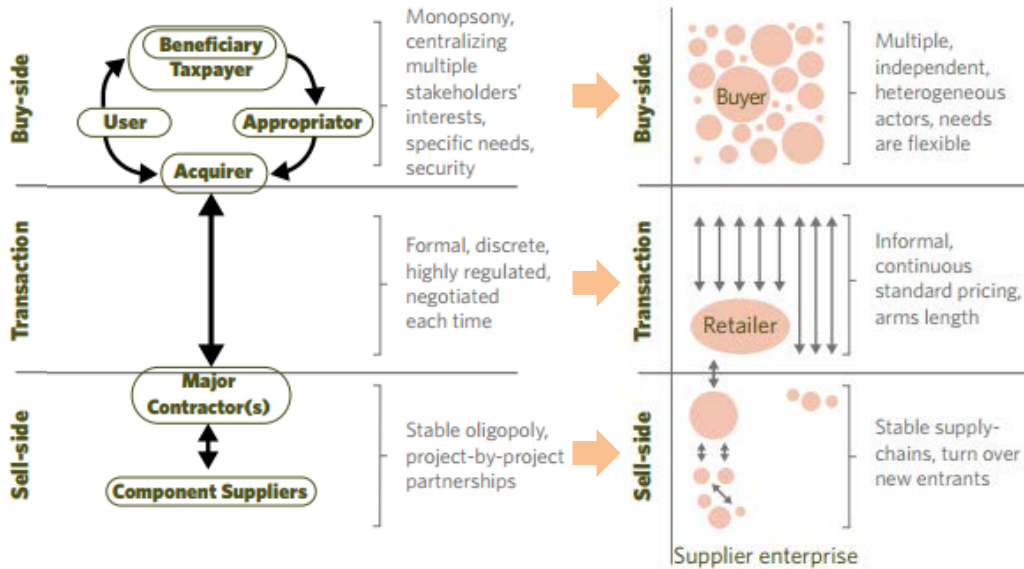 Buy-side
Beneficiary
Taxpayer
User
Appropriator
Acquirer
Monopsony,
centralizing
multiple
stakeholders'
interests,
specific needs,
security
Buy-side
Buyer
Multiple,
independent,
heterogeneous
actors, needs
are flexible
Transaction
Formal, discrete,
highly regulated,
negotiated
each time
Transaction
Retailer
Informal,
continuous
standard pricing,
arms length
Sell-side
Major
Contractor(s)
Component Suppliers
Stable oligopoly,
project-by-project
partnerships
Sell-side
Stable supply-
chains, turn over
new entrants
Supplier enterprise